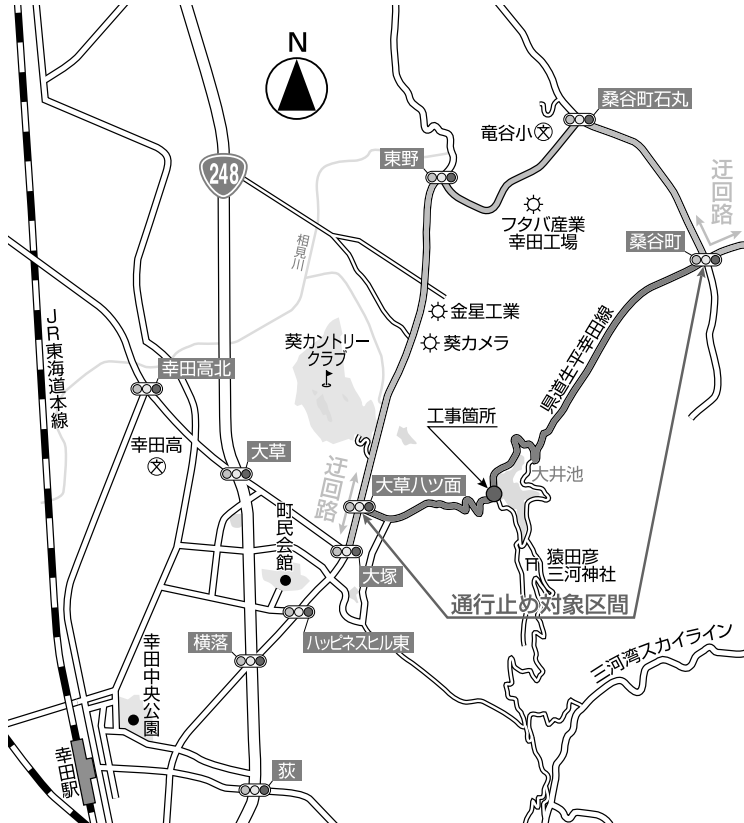 N
桑谷町石丸
竜谷小
文
東野
248
迂回路
フタバ産業
幸田工場
桑谷町
相見川
金星工業
葵カメラ
葵カントリー
クラブ
県道生平幸田線
JR東海道本線
幸田高北
工事箇所
幸田高
文
大草
迂回路
大草八ツ面
大井池
町民会館
大塚
猿田彦
三河神社
通行止め対象区間
横落
ハッピネスヒル東
三河湾スカイライン
幸田中央公園
幸田駅
荻